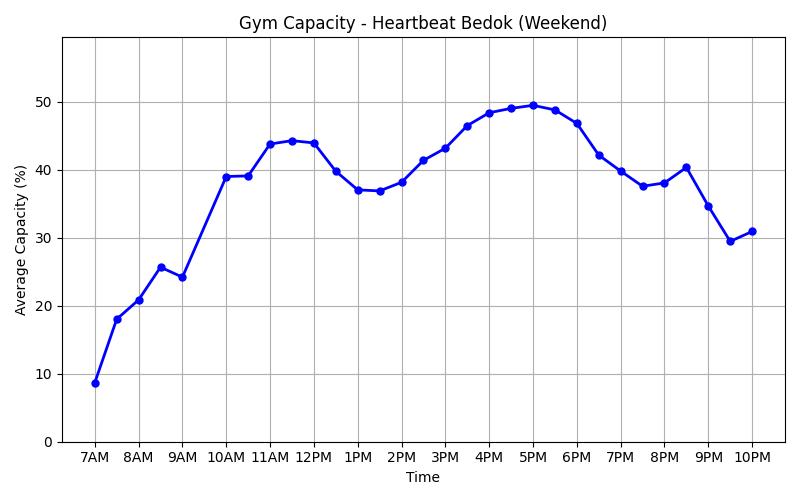 Gym Capacity - Heartbeat Bedok (Weekend)
Average Capacity (%)
50
40
30
20
10
0
7AM 8AM 9AM 10AM 11AM 12PM 1PM 2PM 3PM 4PM 5PM 6PM 7PM 8PM 9PM 10PM
Time